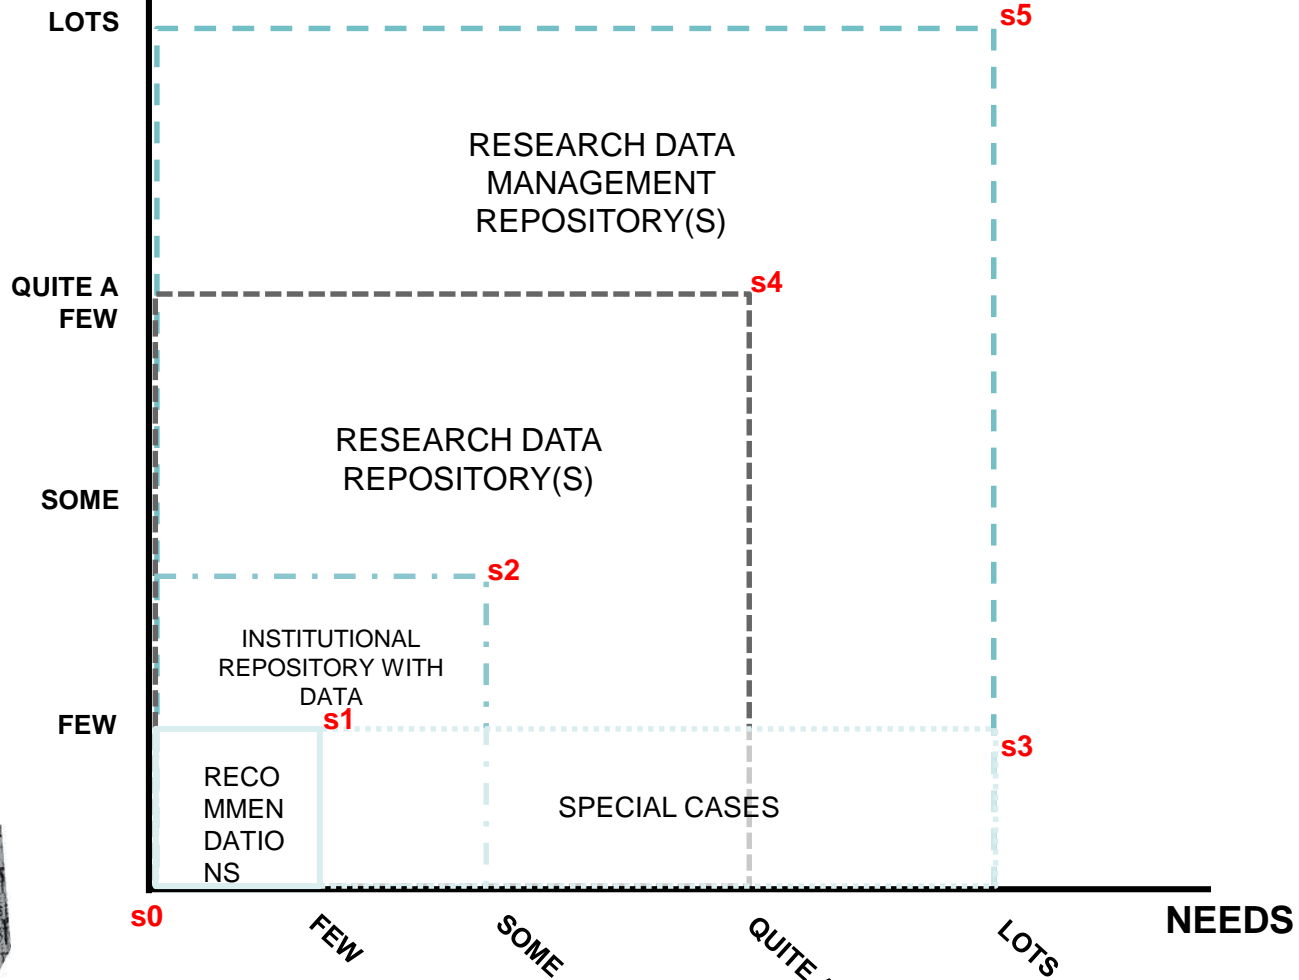 LOTS
s5
RESEARCH DATA
MANAGEMENT
REPOSITORY(S)
QUITE A
FEW
s4
RESEARCH DATA
REPOSITORY(S)
SOME
s2
INSTITUTIONAL
REPOSITORY WITH
DATA
FEW
s1
s3
RECO
MMEN
DATIO
NS
SPECIAL CASES
s0
NEEDS
FEW
SOME
QUITE
LOTS